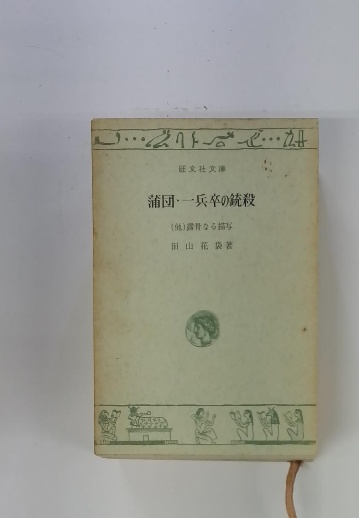 旺文社文庫
蒲団・一兵卒の銃殺
(他)露骨なる描写
田山花袋著